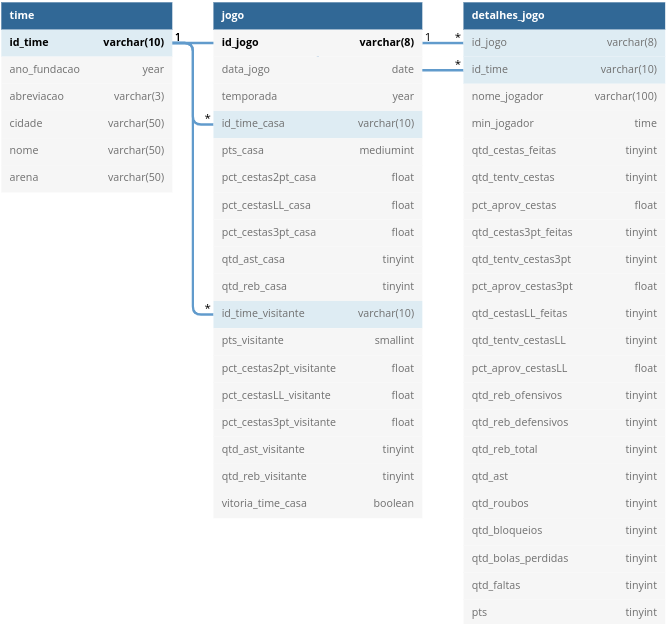 time
id_time varchar(10)
ano_fundacao year
abreviacao varchar(3)
cidade varchar(50)
nome varchar(50)
arena varchar(50)
1
*
*
jogo
id_jogo varchar(8)
data_jogo date
temporada year
id_time_casa varchar(10)
pts_casa mediumint
pct_cestas2pt_casa float
pct_cestasLL_casa float
pct_cestas3pt_casa float
qtd_ast_casa tinyint
qtd_reb_casa tinyint
id_time_visitante varchar(10)
pts_visitante smallint
pct_cestas2pt_visitante float
pct_cestasLL_visitante float
pct_cestas3pt_visitante float
qtd_ast_visitante tinyint
qtd_reb_visitante tinyint
vitoria_time_casa boolean
1 *
*
detalhes_jogo
id_jogo varchar(8)
id_time varchar(10)
nome_jogador varchar(100)
min_jogador time
qtd_cestas_feitas tinyint
qtd_tentv_cestas tinyint
pct_aprov_cestas float
qtd_cestas3pt_feitas tinyint
qtd_tentv_cestas3pt tinyint
pct_aprov_cestas3pt float
qtd_cestasLL_feitas tinyint
qtd_tentv_cestasLL tinyint
pct_aprov_cestasLL float
qtd_reb_ofensivos tinyint
qtd_reb_defensivos tinyint
qtd_reb_total tinyint
qtd_ast tinyint
qtd_roubos tinyint
qtd_bloqueios tinyint
qtd_bolas_perdidas tinyint
qtd_faltas tinyint
pts tinyint